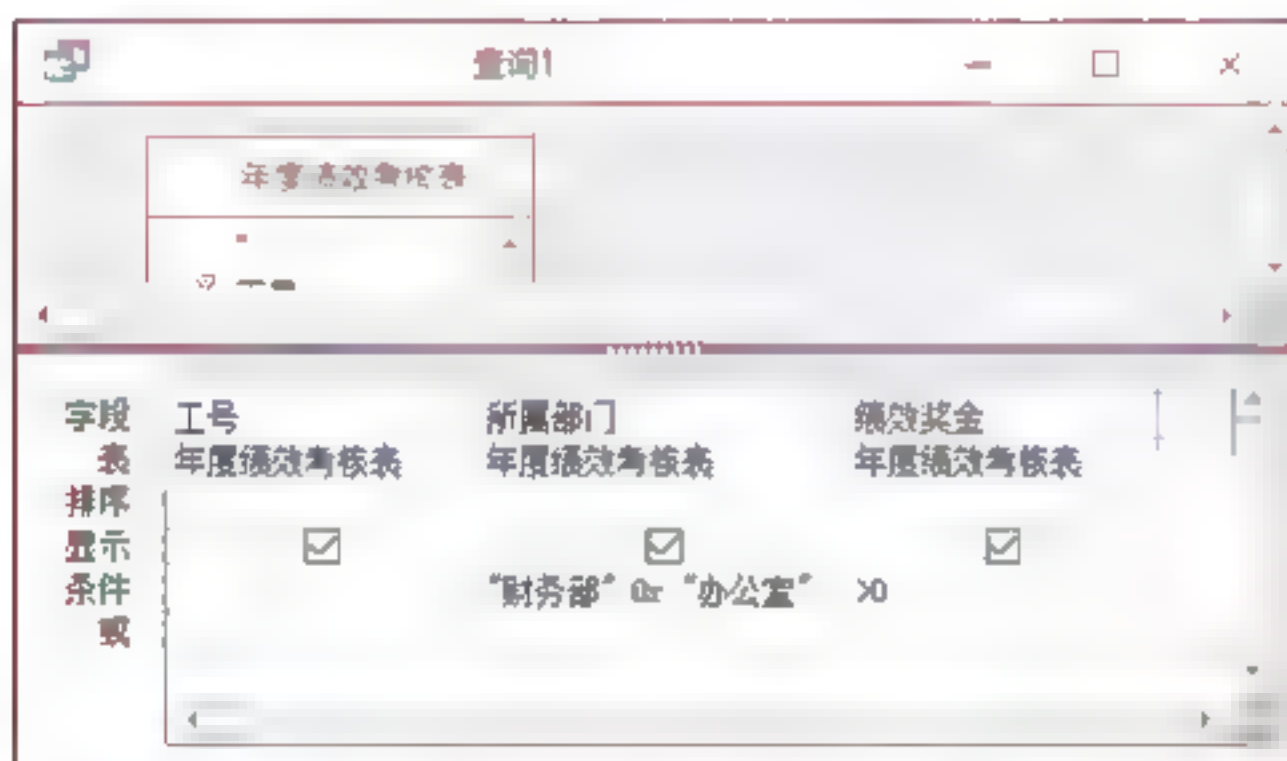 查询1
年度绩效考核表
字段 工号 所属部门 绩效奖金
表 年度绩效考核表 年度绩效考核表 年度绩效考核表
排序
显示
条件 "财务部" Or "办公室" >0
或